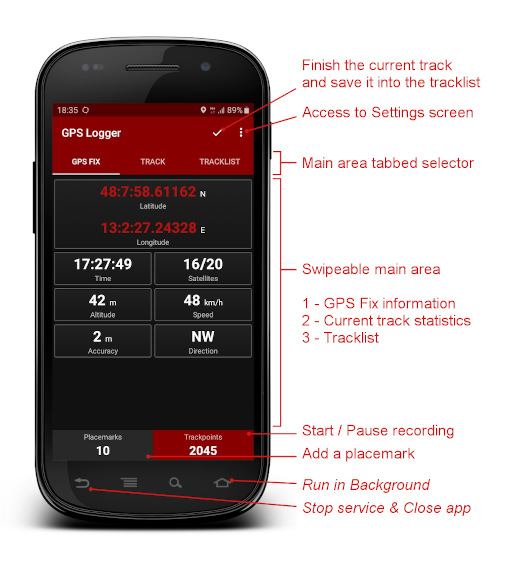 Finish the current track
and save it into the tracklist
Access to Settings screen
18:35 89%
GPS Logger
GPS FIX TRACK TRACKLIST
Main area tabbed selector
48:7:58.61162 N
Latitude
13:2:27.24328 E
Longitude
17:27:49 16/20
Time Satellites
42 m 48 km/h
Altitude Speed
2 m NW
Accuracy Direction
Swipeable main area
1 - GPS Fix information
2 - Current track statistics
3 - Tracklist
Placemarks Trackpoints
10 2045
Start / Pause recording
Add a placemark
Run in Background
Stop service & Close app